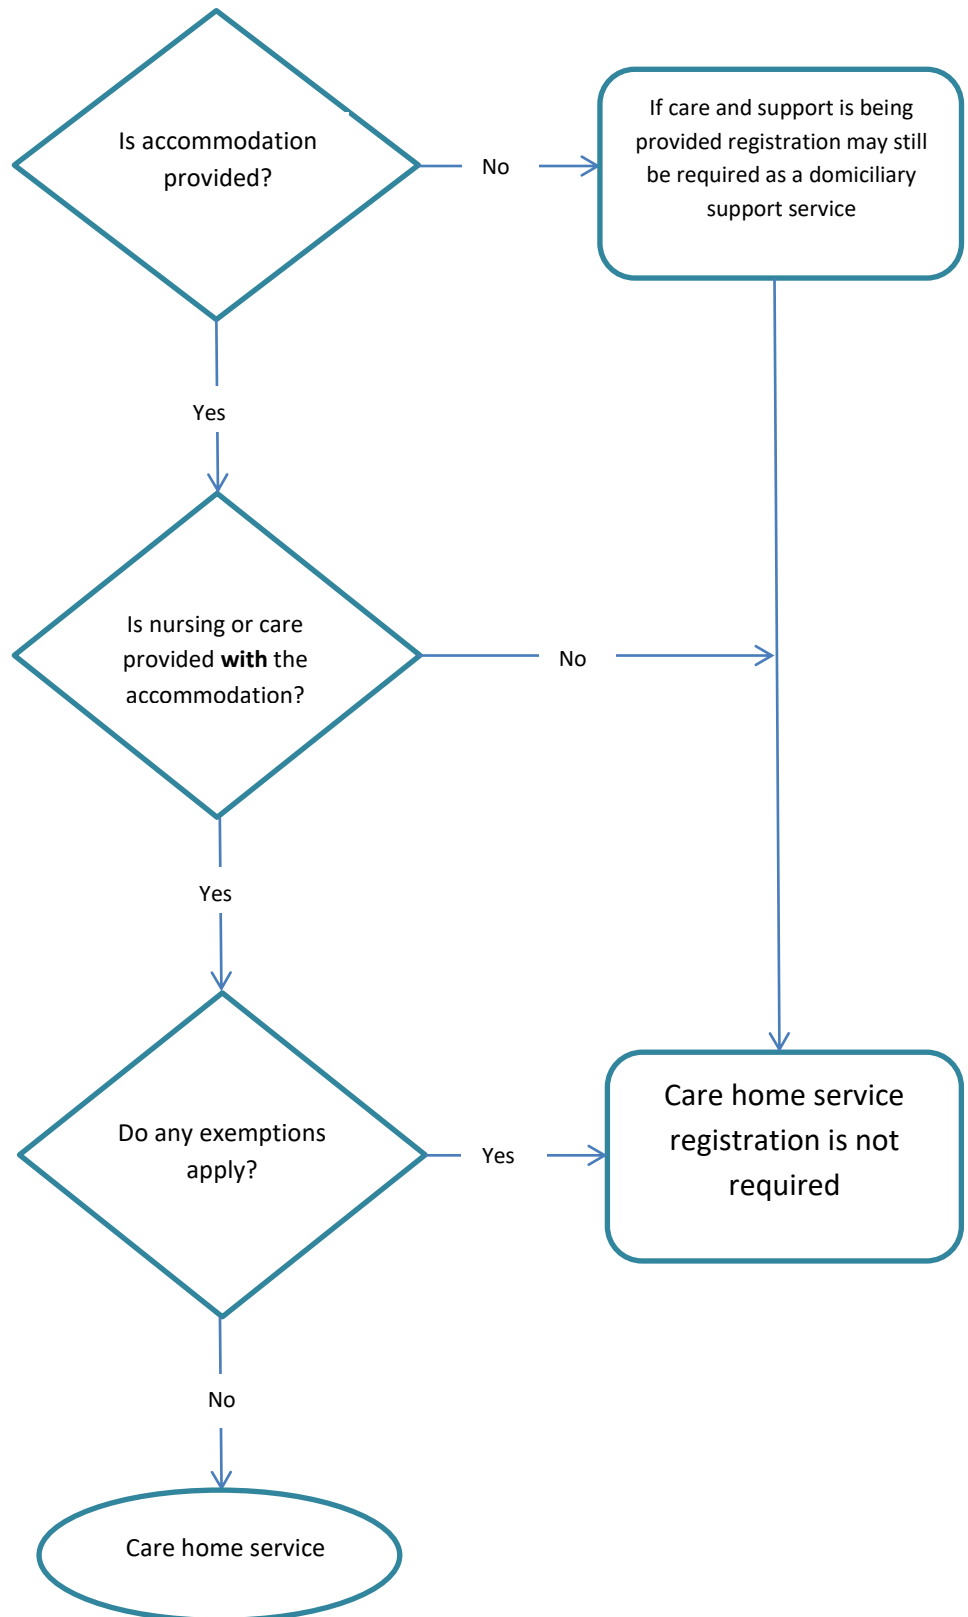 Is accommodation
provided?
No
If care and support is being
provided registration may still
be required as a domiciliary
support service
Yes
Is nursing or care
provided with the
accommodation?
No
Yes
Do any exemptions
apply?
Yes
Care home service
registration is not
required
No
Care home service